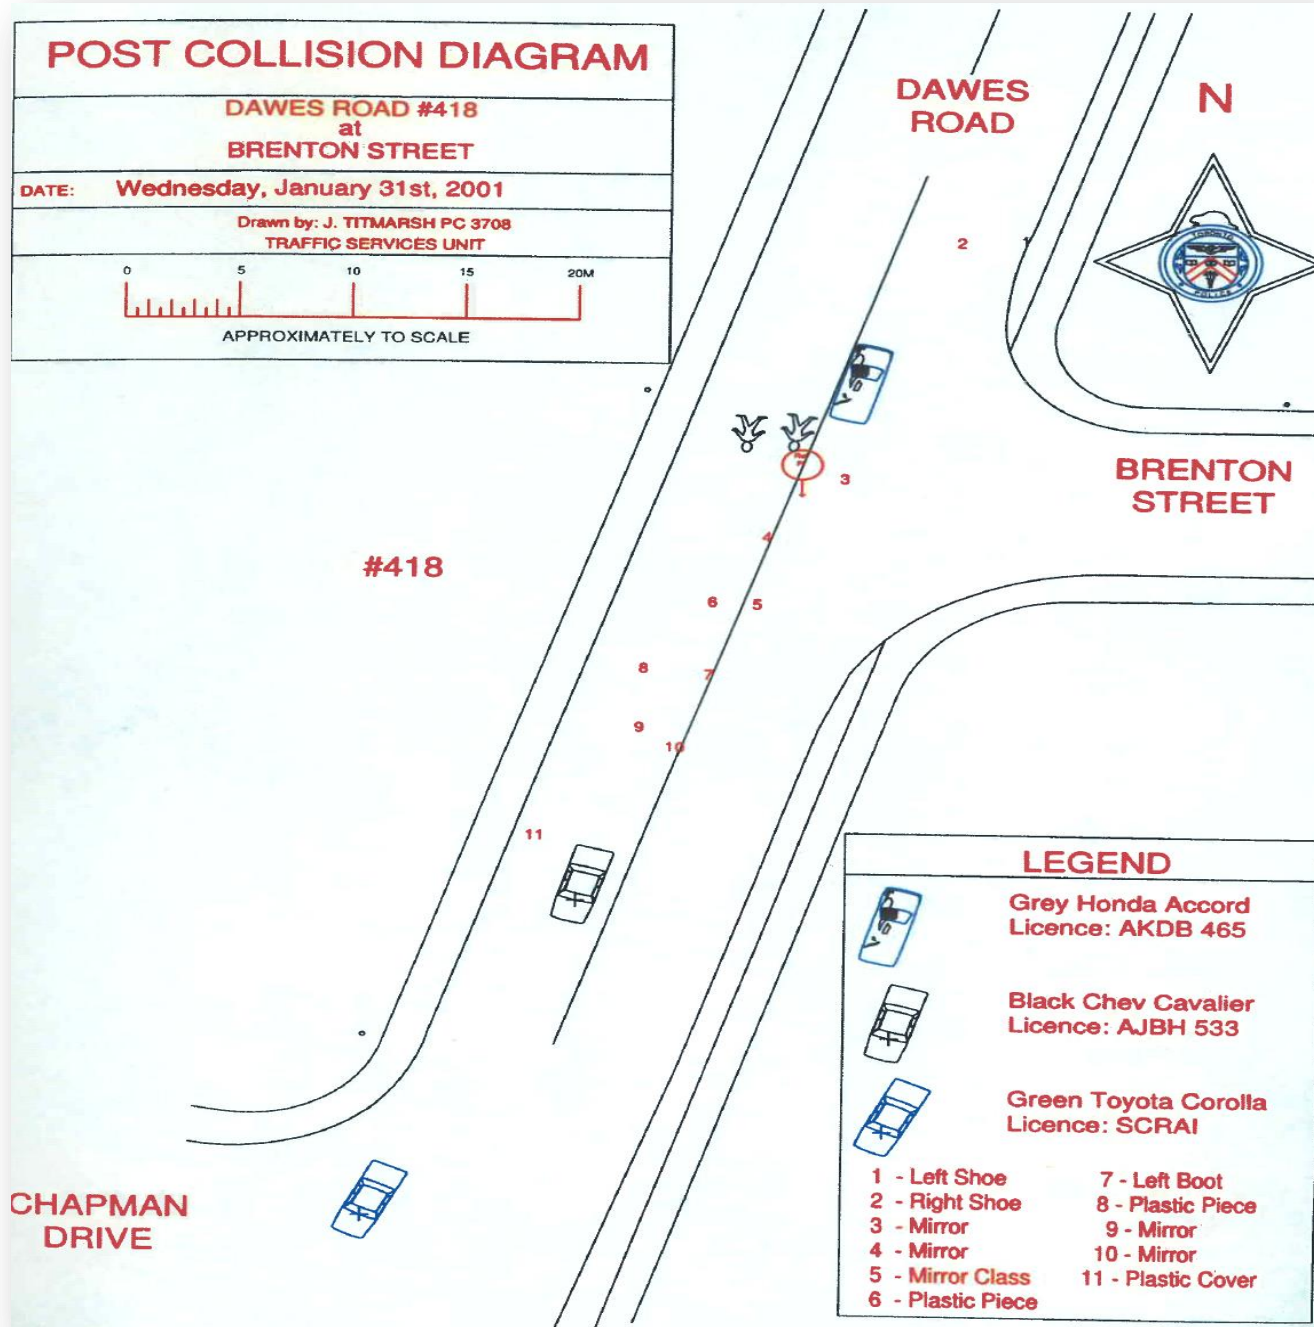 POST COLLISION DIAGRAM
DAWES ROAD #418
at
BRENTON STREET
DATE: Wednesday, January 31st, 2001
Drawn by: J. TITMARSH PC 3708
TRAFFIC SERVICES UNIT
0 5 10 15 20M
APPROXIMATELY TO SCALE
DAWES
ROAD
N
TORONTO
POLICE
2 1
3
BRENTON
STREET
4
#418
6 5
8 7
9
10
11
CHAPMAN
DRIVE
LEGEND
Grey Honda Accord
Licence: AKDB 465
Black Chev Cavalier
Licence: AJBH 533
Green Toyota Corolla
Licence: SCRAI
1 - Left Shoe
2 - Right Shoe
3 - Mirror
4 - Mirror
5 - Mirror Class
6 - Plastic Piece
7 - Left Boot
8 - Plastic Piece
9 - Mirror
10 - Mirror
11 - Plastic Cover